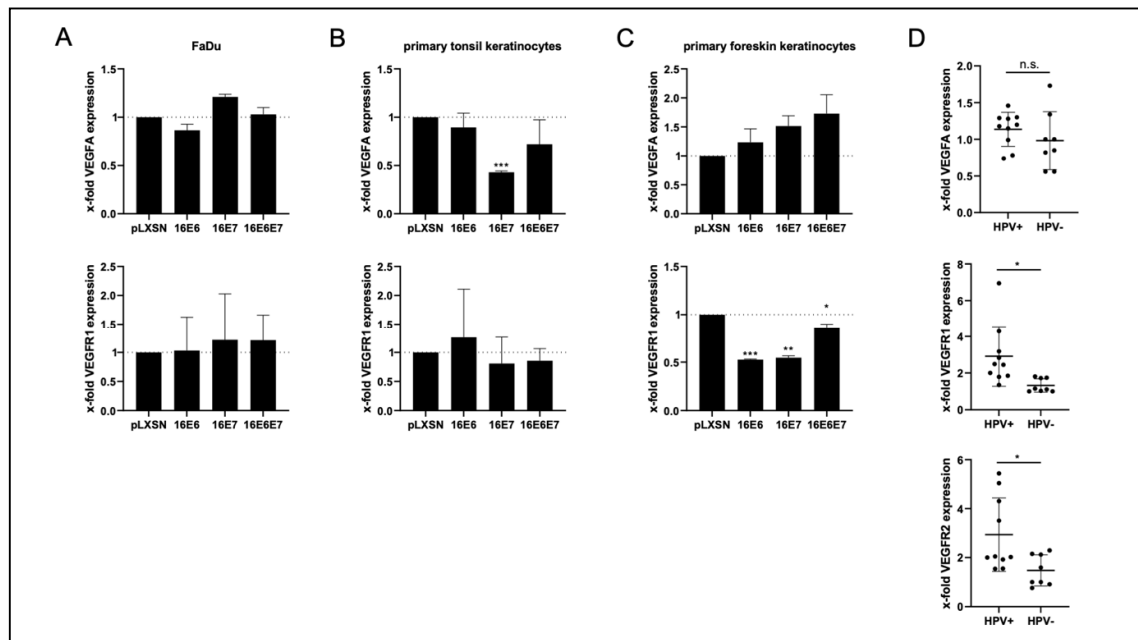 A
FaDu
x-fold VEGFA expression
1.5
1
0.5
0.0
pLXSN 16E6 16E7 16E6E7
x-fold VEGFR1 expression
2.5
2.0
1.5
1
0.5
0.0
pLXSN 16E6 16E7 16E6E7
B
primary tonsil keratinocytes
x-fold VEGFA expression
1.5
1
0.5
0.0
***
pLXSN 16E6 16E7 16E6E7
x-fold VEGFR1 expression
2.5
2.0
1.5
1
0.5
0.0
pLXSN 16E6 16E7 16E6E7
C
primary foreskin keratinocytes
x-fold VEGFA expression
2.5
2.0
1.5
1
0.5
0.0
pLXSN 16E6 16E7 16E6E7
x-fold VEGFR1 expression
1.5
1
0.5
0.0
*** ** *
pLXSN 16E6 16E7 16E6E7
D
x-fold VEGFA expression
2.0
1.5
1.0
0.5
0.0
n.s.
HPV+ HPV-
x-fold VEGFR1 expression
8
6
4
2
0
*
HPV+ HPV-
x-fold VEGFR2 expression
6
4
2
0
*
HPV+ HPV-